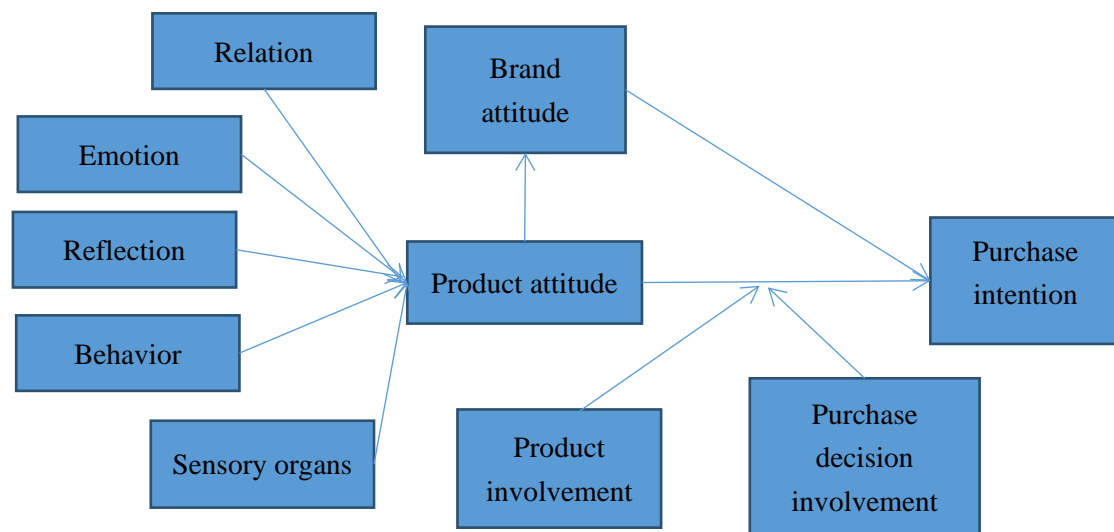 Relation
Brand
attitude
Emotion
Reflection
Product attitude
Purchase
intention
Behavior
Sensory organs
Product
involvement
Purchase
decision
involvement